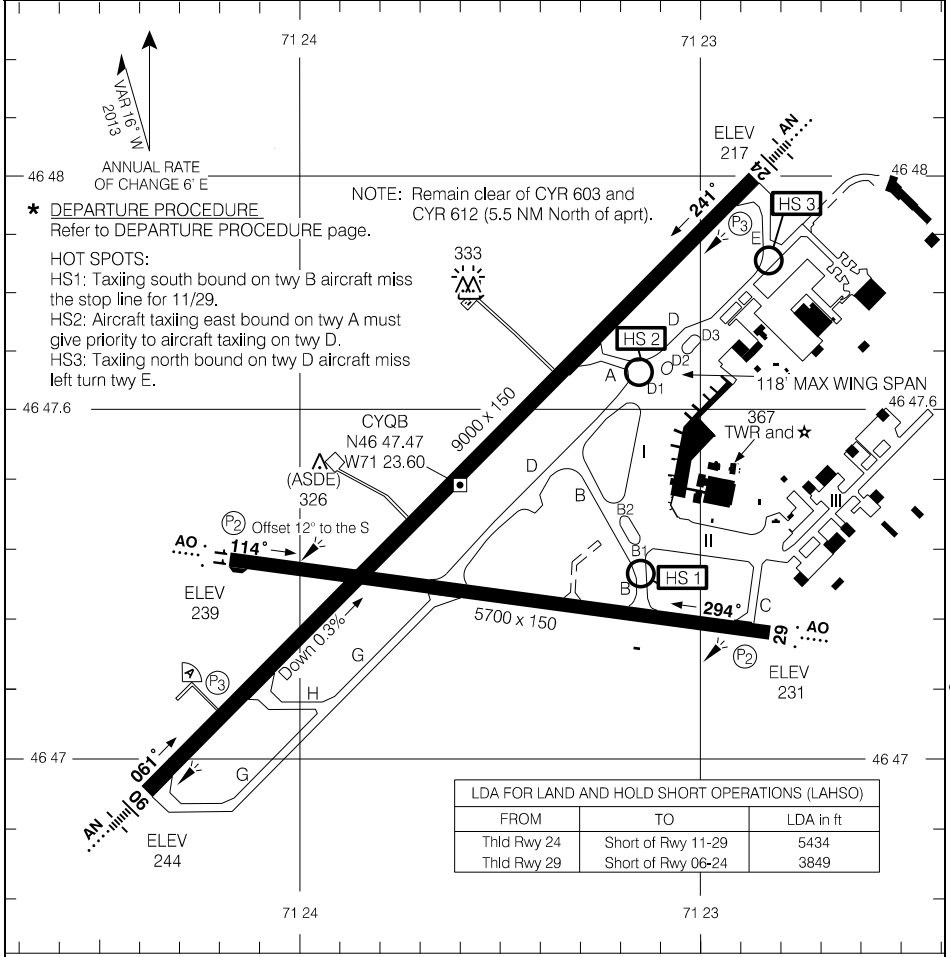 71 24
71 23
VAR 16° W
2013
ANNUAL RATE
OF CHANGE 6' E
46 48
46 48
ELEV
217
AN
24
241°
* DEPARTURE PROCEDURE
Refer to DEPARTURE PROCEDURE page.
NOTE: Remain clear of CYR 603 and
CYR 612 (5.5 NM North of aprt).
HS 3
P3
E
HOT SPOTS:
HS1: Taxiing south bound on twy B aircraft miss
the stop line for 11/29.
HS2: Aircraft taxiing east bound on twy A must
give priority to aircraft taxiing on twy D.
HS3: Taxiing north bound on twy D aircraft miss
left turn twy E.
333
D
HS 2
D3
D2
A
D1
118' MAX WING SPAN
46 47.6
46 47.6
9000 x 150
CYQB
N46 47.47
W71 23.60
367
TWR and
(ASDE)
326
D
I
B
B2
III
P2
Offset 12° to the S
AO
114°
11
II
B1
HS 1
ELEV
239
B
294°
C
5700 x 150
29
AO
P2
ELEV
231
Down 0.3%
G
A
P3
H
46 47
46 47
061°
G
06
AN
ELEV
244
LDA FOR LAND AND HOLD SHORT OPERATIONS (LAHSO)
FROM TO LDA in ft
Thld Rwy 24 Short of Rwy 11-29 5434
Thld Rwy 29 Short of Rwy 06-24 3849
71 24
71 23